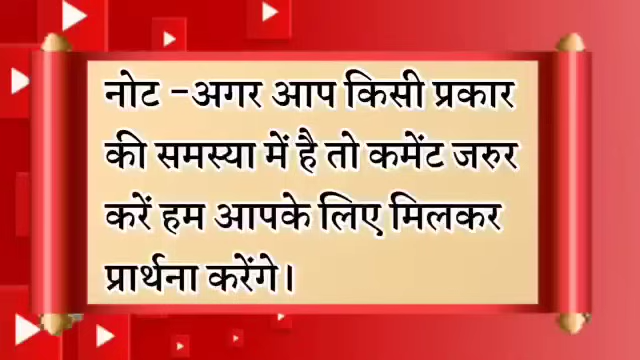 नोट -अगर आप किसी प्रकार
की समस्या में है तो कमेंट जरुर
करें हम आपके लिए मिलकर
प्रार्थना करेंगे।